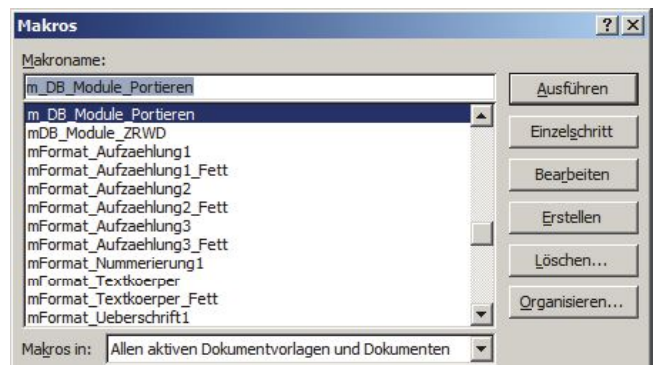 Makros
Makroname:
m_DB_Module_Portieren
m_DB_Module_Portieren
mDB_Module_ZRWD
mFormat_Aufzaehlung1
mFormat_Aufzaehlung1_Fett
mFormat_Aufzaehlung2
mFormat_Aufzaehlung2_Fett
mFormat_Aufzaehlung3
mFormat_Aufzaehlung3_Fett
mFormat_Nummerierung1
mFormat_Textkoerper
mFormat_Textkoerper_Fett
mFormat_Ueberschrift1
Makros in: Allen aktiven Dokumentvorlagen und Dokumenten
Ausführen
Einzelschritt
Bearbeiten
Erstellen
Löschen...
Organisieren...